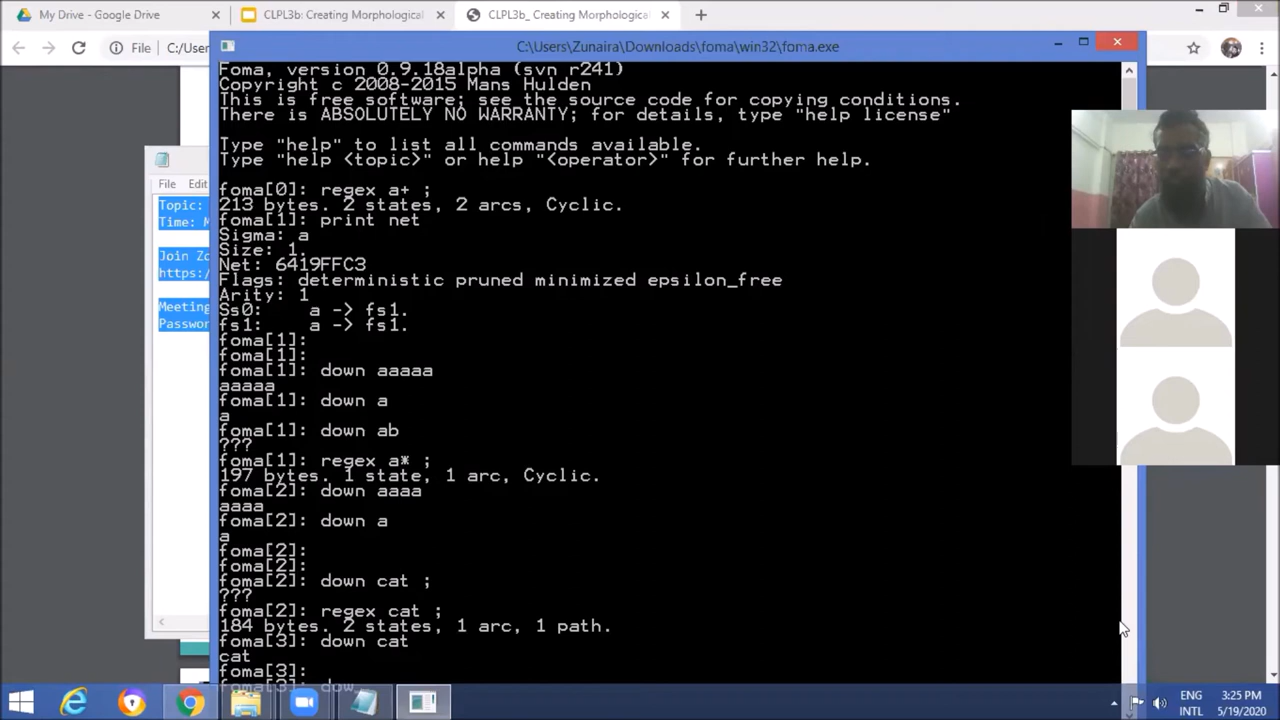 My Drive - Google Drive
CLPL3b: Creating Morphological
CLPL3b_ Creating Morphological
File
C:/Users
C:\Users\Zunaira\Downloads\foma\win32\foma.exe
Foma, version 0.9.18alpha (svn r241)
Copyright c 2008-2015 Mans Hulden
This is free software; see the source code for copying conditions.
There is ABSOLUTELY NO WARRANTY; for details, type "help license"
Type "help" to list all commands available.
Type "help <topic>" or help "<operator>" for further help.
foma[0]: regex a+ ;
213 bytes. 2 states, 2 arcs, Cyclic.
foma[1]: print net
Sigma: a
Size: 1.
Net: 6419FFC3
Flags: deterministic pruned minimized epsilon_free
Arity: 1
Ss0:    a -> fs1.
fs1:    a -> fs1.
foma[1]:
foma[1]:
foma[1]: down aaaaa
aaaaa
foma[1]: down a
a
foma[1]: down ab
???
foma[1]: regex a* ;
197 bytes. 1 state, 1 arc, Cyclic.
foma[2]: down aaaa
aaaa
foma[2]: down a
a
foma[2]:
foma[2]:
foma[2]: down cat ;
???
foma[2]: regex cat ;
184 bytes. 2 states, 1 arc, 1 path.
foma[3]: down cat
cat
foma[3]:
foma[3]: dow
File Edit
Topic:
Time:
Join
https:/
Meeting
Passwor
ENG
INTL
3:25 PM
5/19/2020